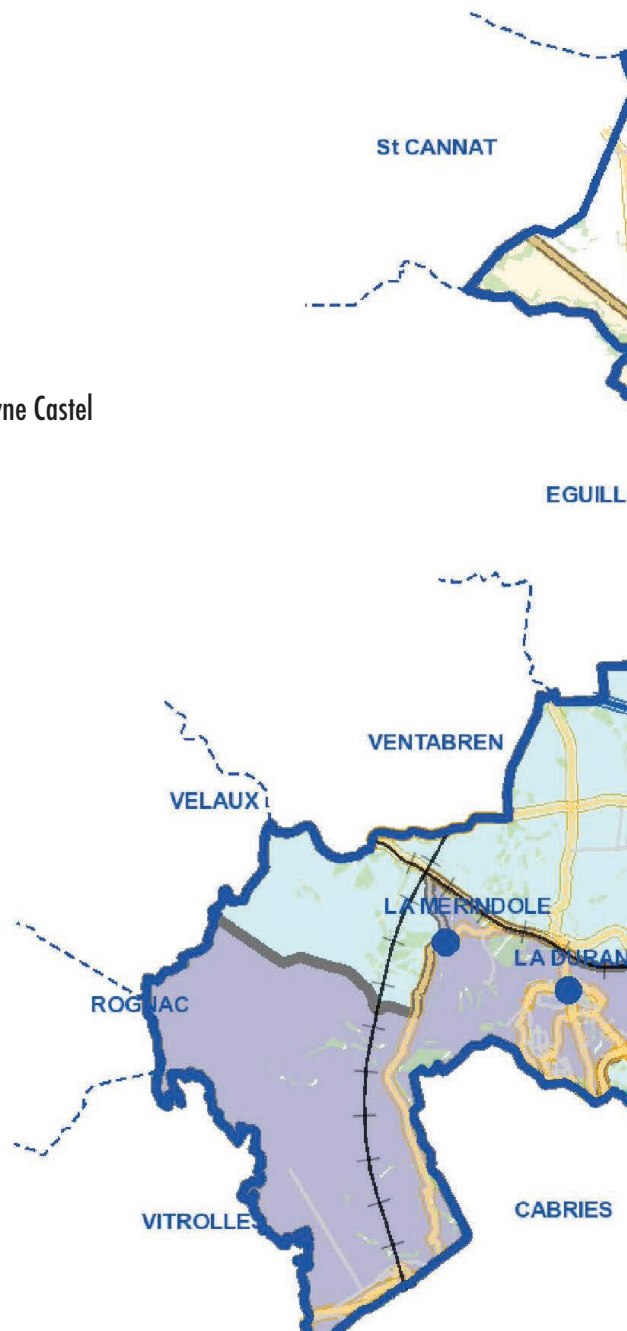 St CANNAT
yne Castel
EGUILL
VENTABREN
VELAUX
LA MERINDOLE
LA DURAN
ROGNAC
VITROLLES
CABRIES